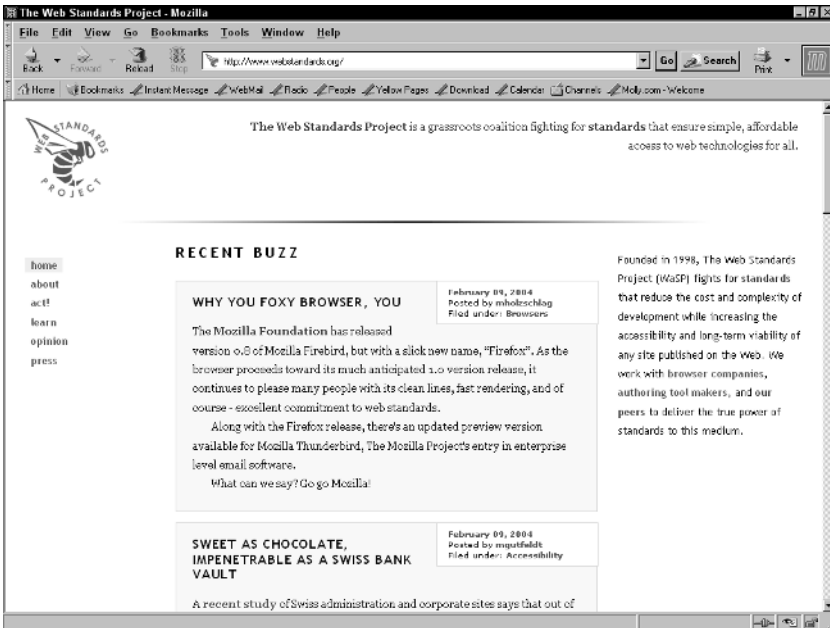 The Web Standards Project - Mozilla
File Edit View Go Bookmarks Tools Window Help
Back Forward Reload Stop http://www.webstandards.org/ Go Search Print
Home Bookmarks Instant Message WebMail Radio People Yellow Pages Download Calendar Channels Molly.com - Welcome
WEB STANDARDS PROJECT
The Web Standards Project is a grassroots coalition fighting for standards that ensure simple, affordable
access to web technologies for all.
home
about
act!
learn
opinion
press
RECENT BUZZ
WHY YOU FOXY BROWSER, YOU
February 09, 2004
Posted by mholzschlag
Filed under: Browsers
The Mozilla Foundation has released
version 0.8 of Mozilla Firebird, but with a slick new name, “Firefox”. As the
browser proceeds toward its much anticipated 1.0 version release, it
continues to please many people with its clean lines, fast rendering, and of
course - excellent commitment to web standards.
Along with the Firefox release, there's an updated preview version
available for Mozilla Thunderbird, The Mozilla Project's entry in enterprise
level email software.
What can we say? Go go Mozilla!
SWEET AS CHOCOLATE,
IMPENETRABLE AS A SWISS BANK
VAULT
February 09, 2004
Posted by mgutfeldt
Filed under: Accessibility
A recent study of Swiss administration and corporate sites says that out of
Founded in 1998, The Web Standards
Project (WaSP) fights for standards
that reduce the cost and complexity of
development while increasing the
accessibility and long-term viability of
any site published on the Web. We
work with browser companies,
authoring tool makers, and our
peers to deliver the true power of
standards to this medium.